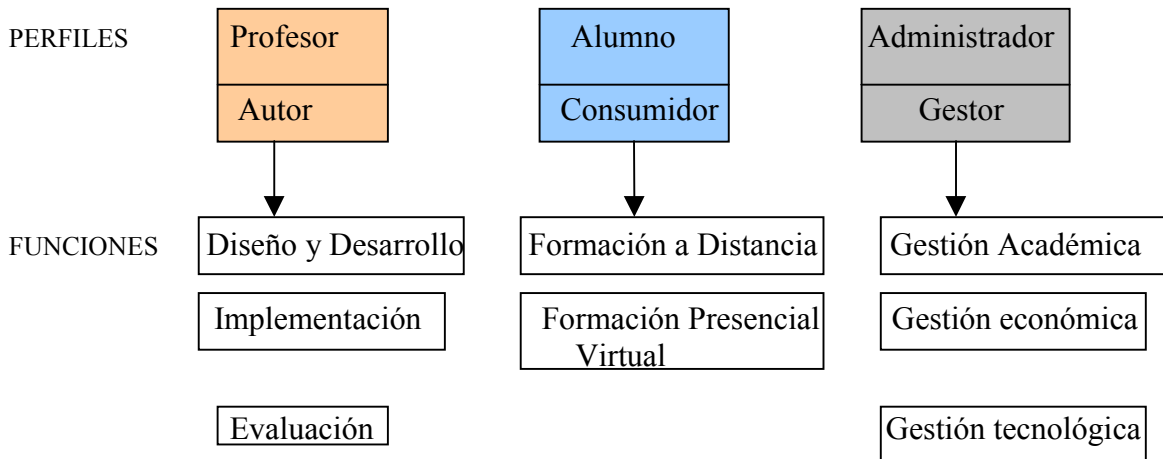 PERFILES
Profesor
Alumno
Administrador
Autor
Consumidor
Gestor
FUNCIONES
Diseño y Desarrollo
Formación a Distancia
Gestión Académica
Implementación
Formación Presencial
Virtual
Gestión económica
Evaluación
Gestión tecnológica